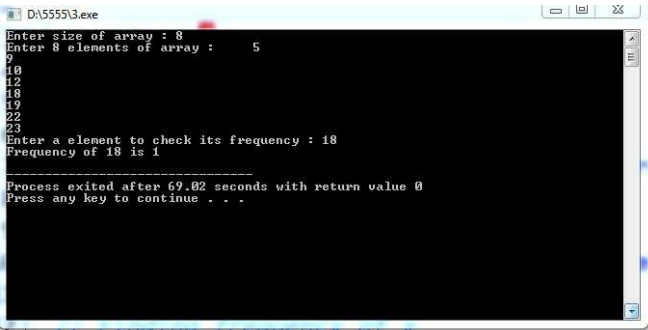 D:\5555\3.exe
Enter size of array : 8
Enter 8 elements of array :     5
9
10
12
18
19
22
23
Enter a element to check its frequency : 18
Frequency of 18 is 1
--------------------------------
Process exited after 69.02 seconds with return value 0
Press any key to continue . . .